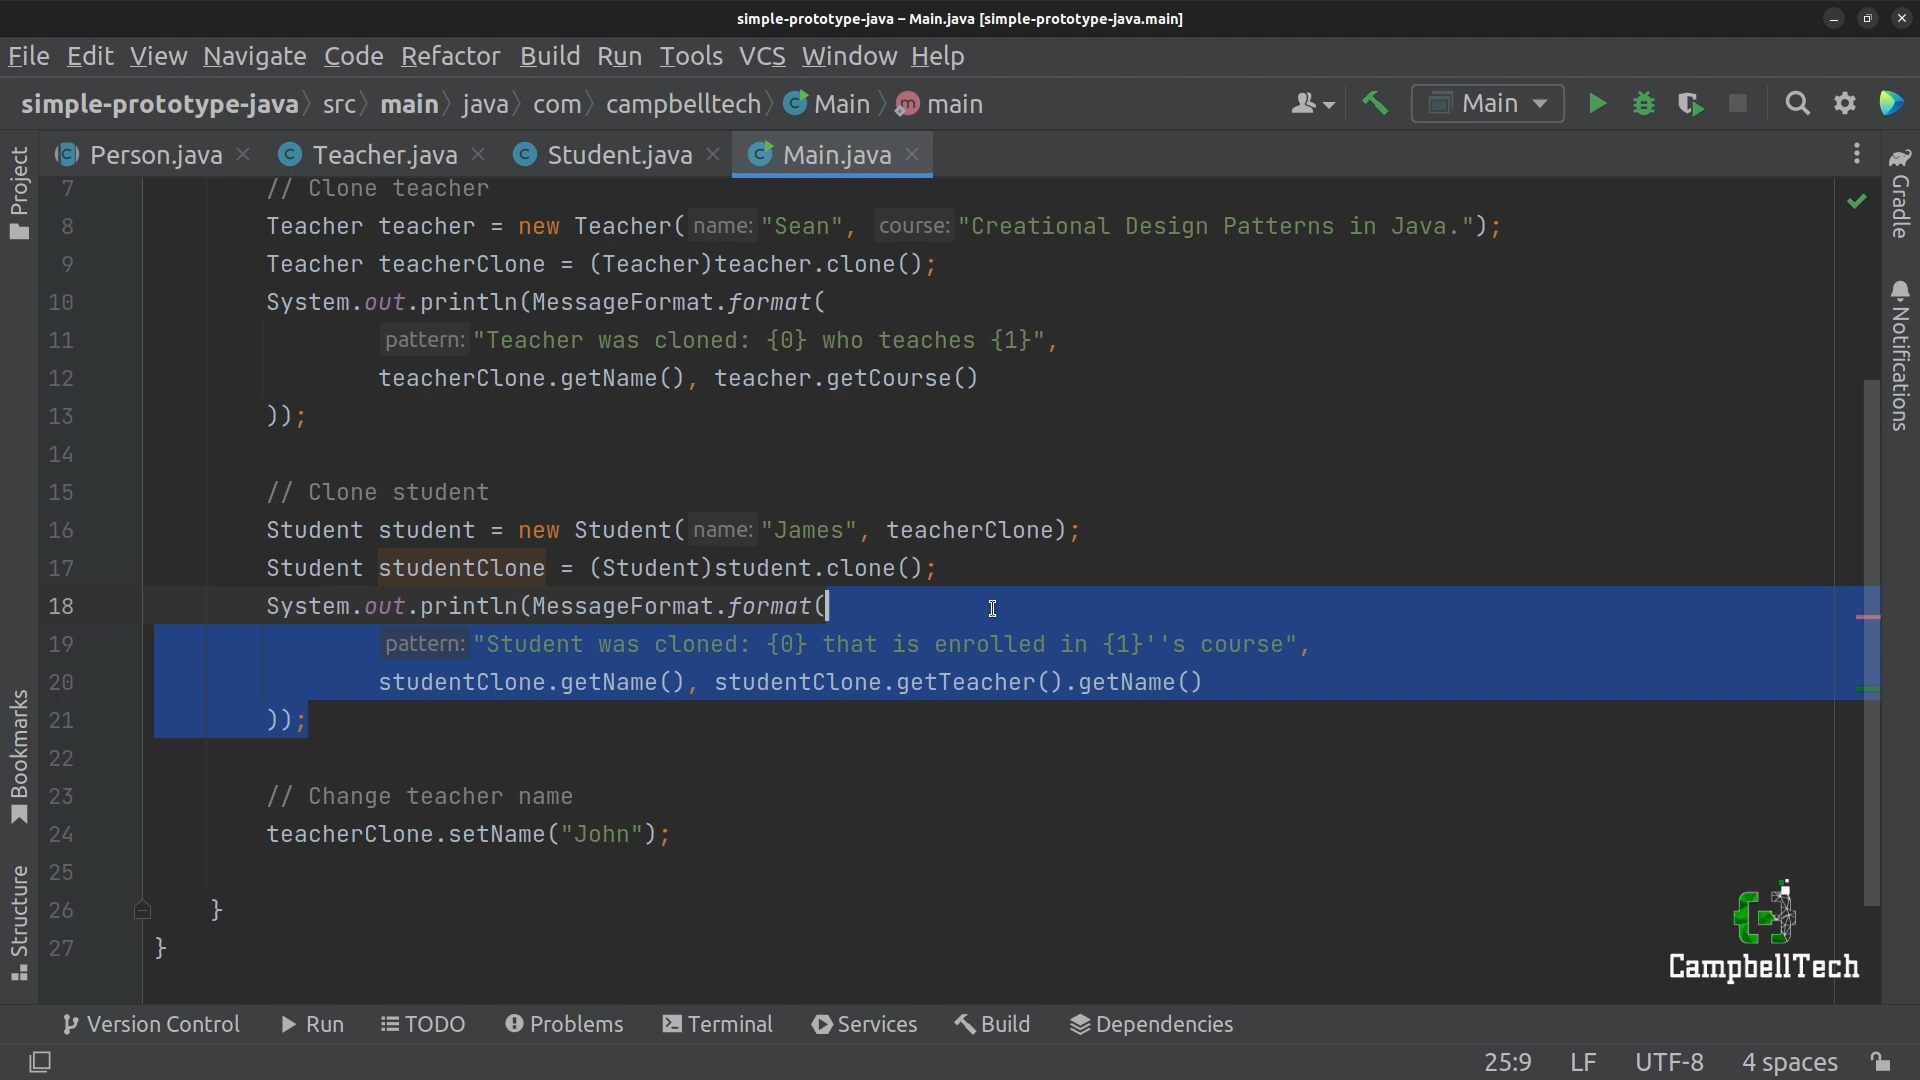 simple-prototype-java – Main.java [simple-prototype-java.main]
File Edit View Navigate Code Refactor Build Run Tools VCS Window Help
simple-prototype-java src main java com campbelltech Main main
Main
Person.java Teacher.java Student.java Main.java
Project
Bookmarks
Structure
Gradle
Notifications
7 // Clone teacher
8 Teacher teacher = new Teacher( name: "Sean", course: "Creational Design Patterns in Java.");
9 Teacher teacherClone = (Teacher)teacher.clone();
10 System.out.println(MessageFormat.format(
11 pattern: "Teacher was cloned: {0} who teaches {1}",
12 teacherClone.getName(), teacher.getCourse()
13 ));
14
15 // Clone student
16 Student student = new Student( name: "James", teacherClone);
17 Student studentClone = (Student)student.clone();
18 System.out.println(MessageFormat.format(
19 pattern: "Student was cloned: {0} that is enrolled in {1}''s course",
20 studentClone.getName(), studentClone.getTeacher().getName()
21 ));
22
23 // Change teacher name
24 teacherClone.setName("John");
25
26 }
27 }
CampbellTech
Version Control Run TODO Problems Terminal Services Build Dependencies
25:9 LF UTF-8 4 spaces